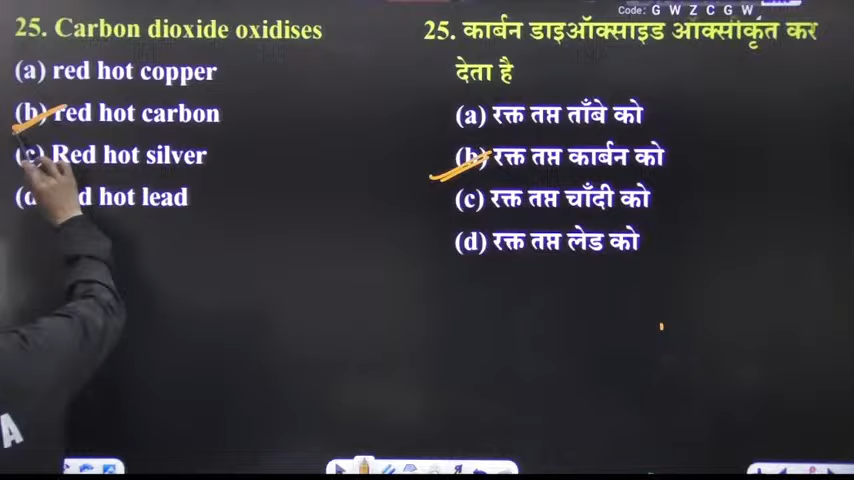 Code: G W Z C G W
25. Carbon dioxide oxidises
(a) red hot copper
(b) red hot carbon
(c) Red hot silver
(d hot lead
25. कार्बन डाइऑक्साइड ऑक्सीकृत कर
देता है
(a) रक्त तप्त ताँबे को
(b) रक्त तप्त कार्बन को
(c) रक्त तप्त चाँदी को
(d) रक्त तप्त लेड को
A